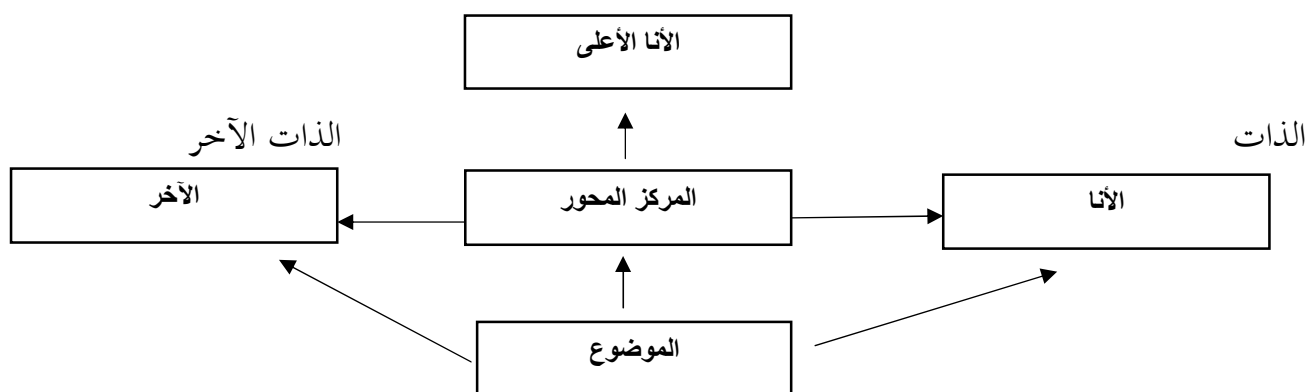 الأنا الأعلى
الذات
الذات الآخر
الأنا
المركز المحور
الآخر
الموضوع